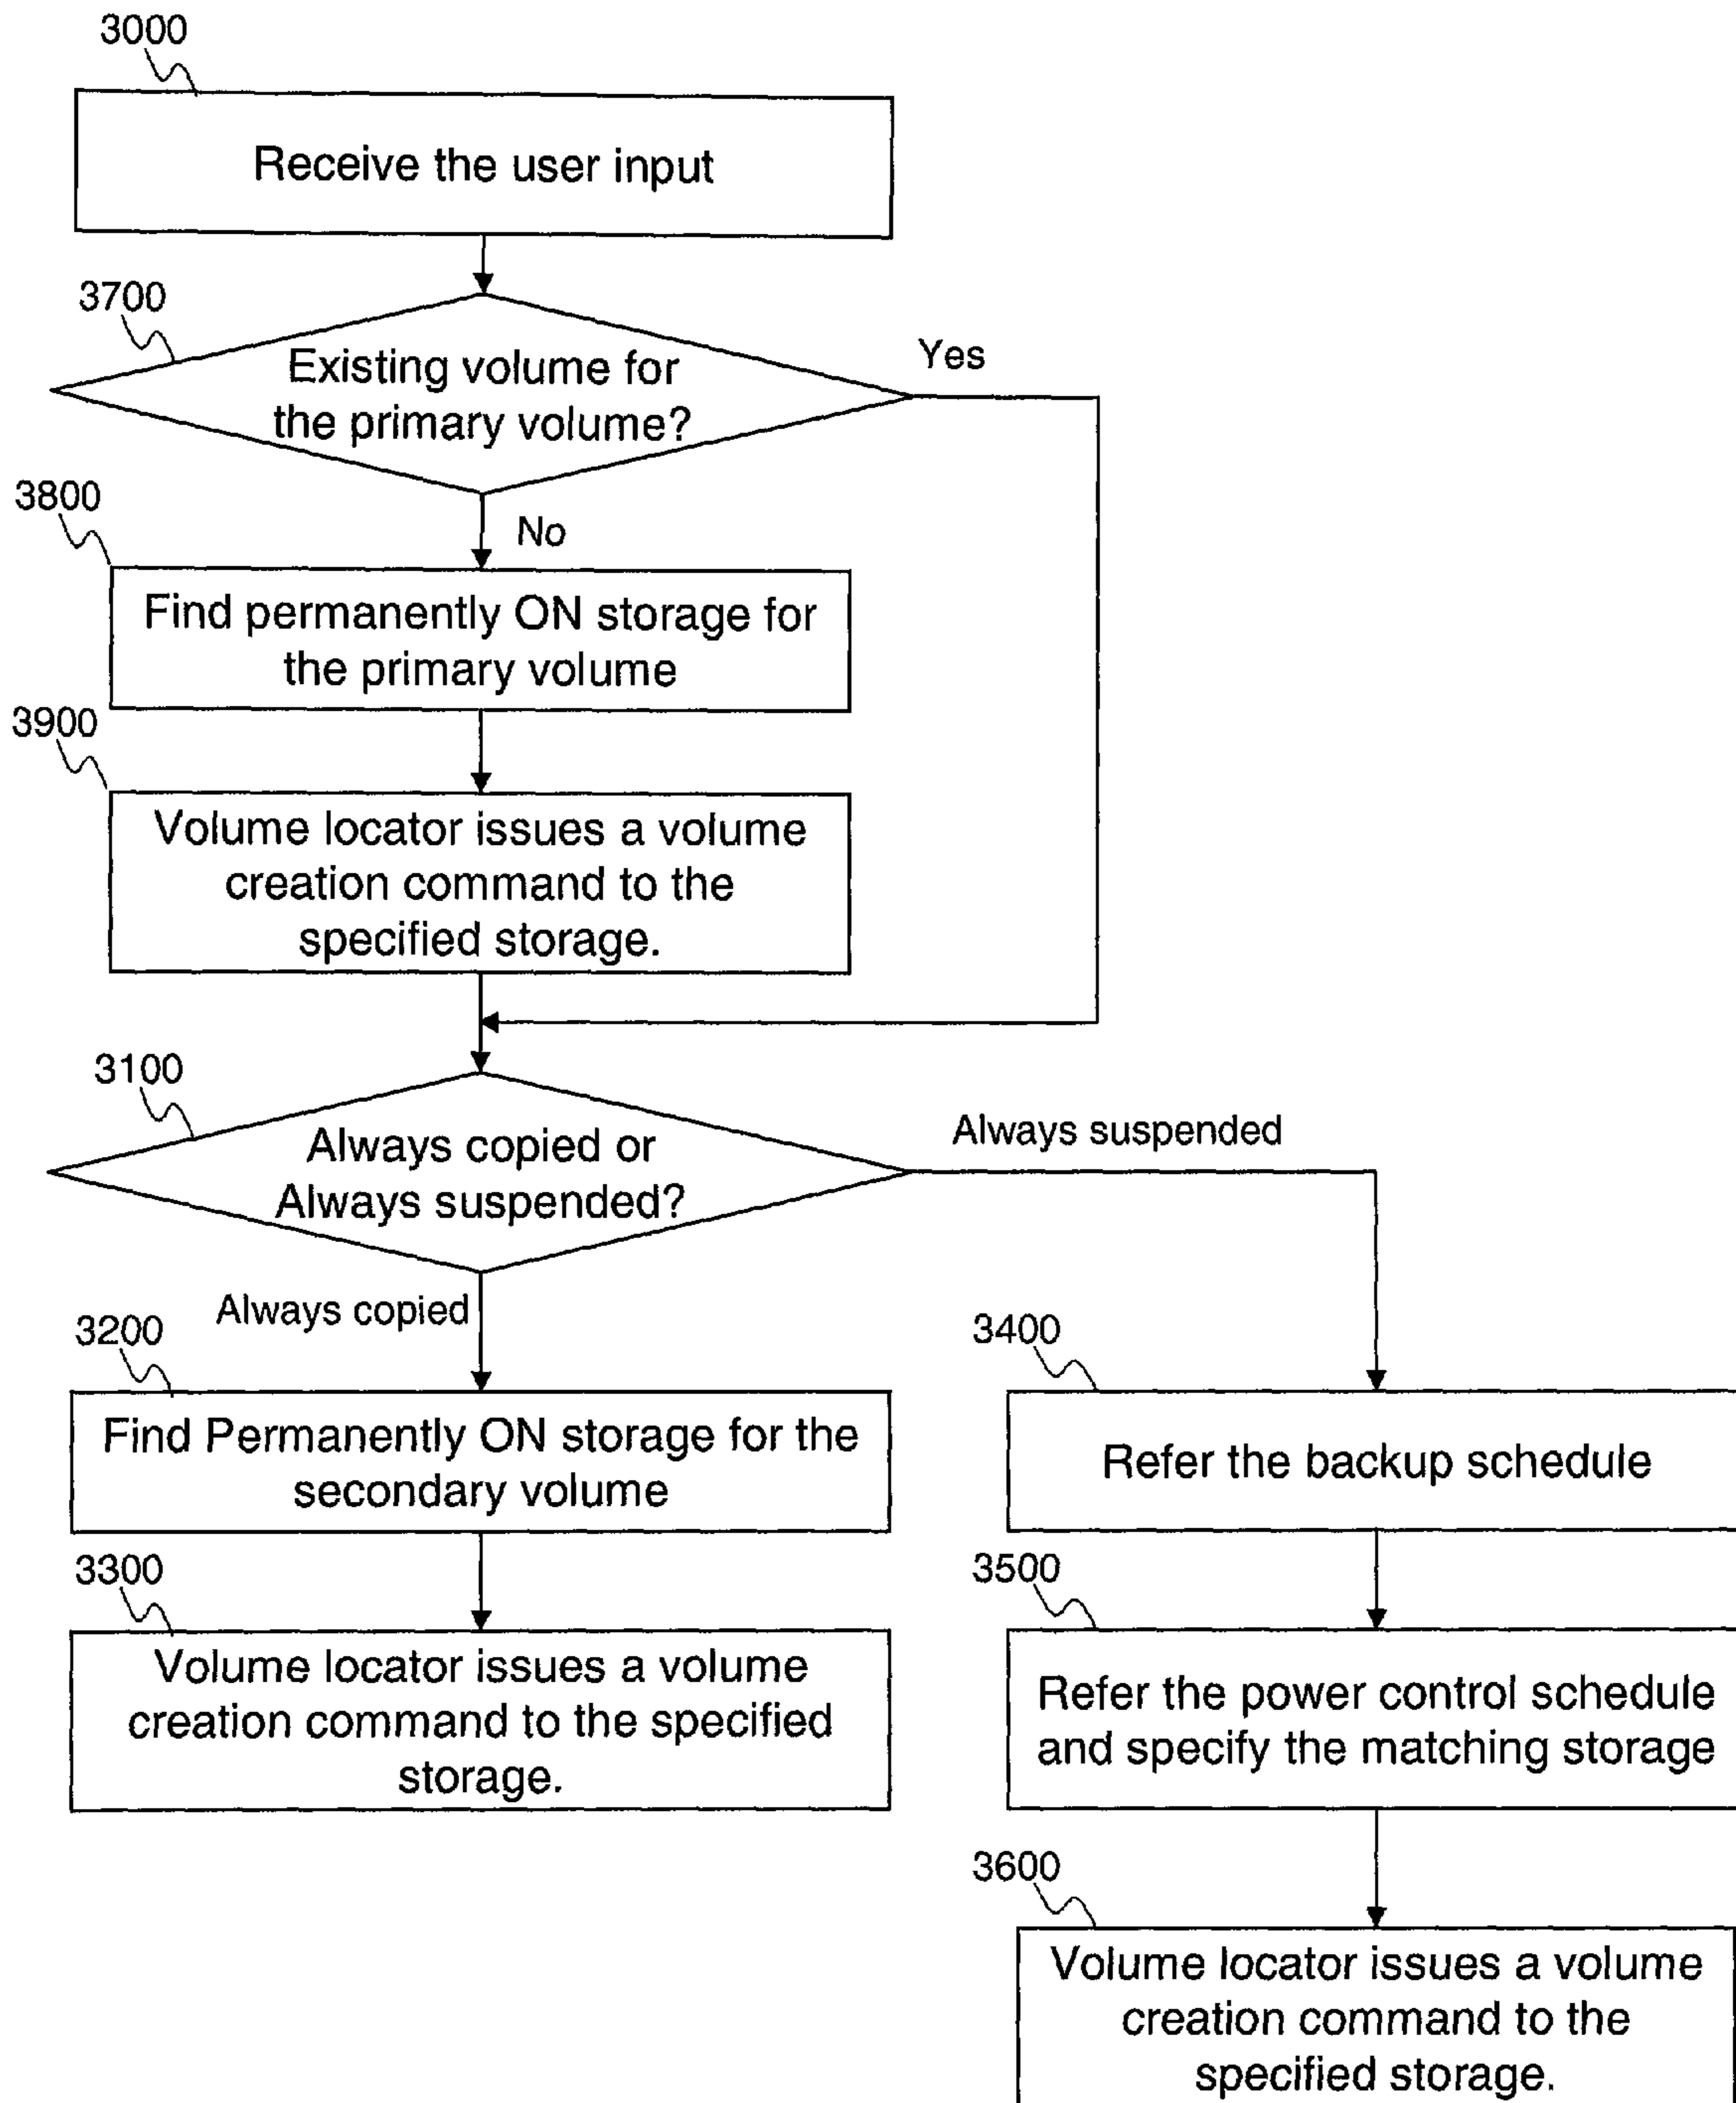 3000
Receive the user input
3700
Existing volume for
the primary volume?
Yes
3800
No
Find permanently ON storage for
the primary volume
3900
Volume locator issues a volume
creation command to the
specified storage.
3100
Always copied or
Always suspended?
Always suspended
Always copied
3200
Find Permanently ON storage for the
secondary volume
3300
Volume locator issues a volume
creation command to the specified
storage.
3400
Refer the backup schedule
3500
Refer the power control schedule
and specify the matching storage
3600
Volume locator issues a volume
creation command to the
specified storage.